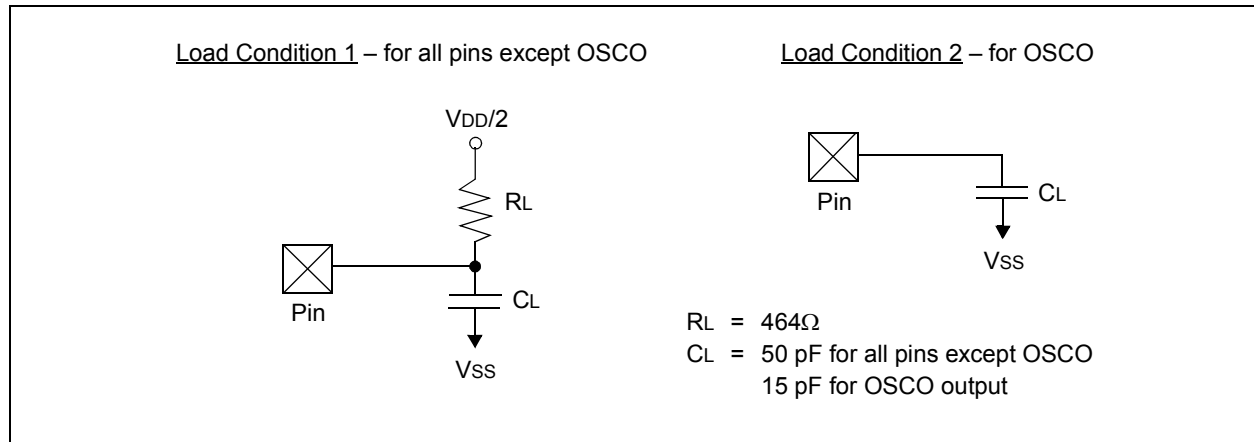 Load Condition 1 – for all pins except OSCO
VDD/2
RL
Pin
CL
VSS
Load Condition 2 – for OSCO
Pin
CL
VSS
RL = 464Ω
CL = 50 pF for all pins except OSCO
15 pF for OSCO output